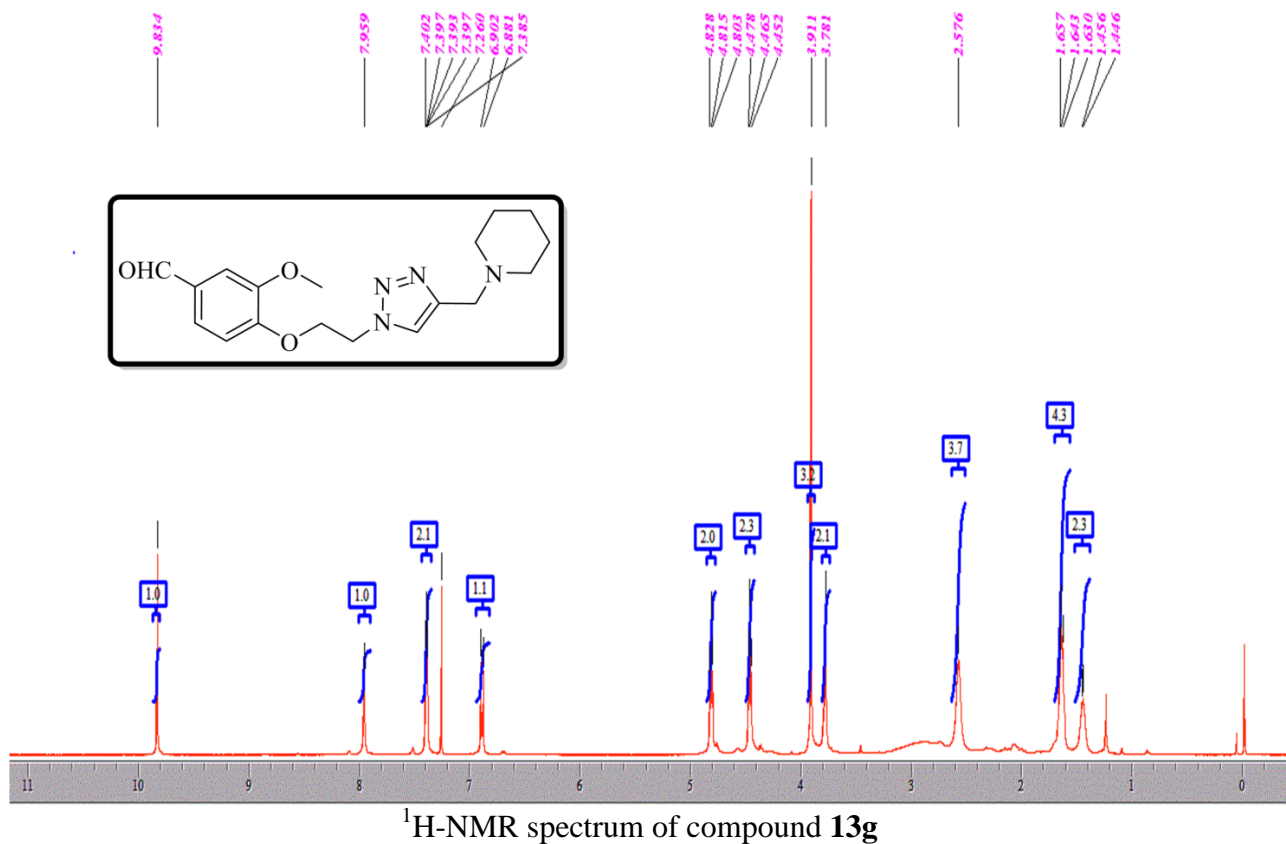 9.834 7.959 7.402 7.397 7.393 7.397 7.260 6.902 6.881 7.385 4.828 4.815 4.803 4.478 4.465 4.452 3.911 3.781 2.576 1.657 1.643 1.630 1.456 1.446
OHC O N N N N O
1.0 1.0 2.1 1.1 2.0 2.3 3.2 2.1 3.7 4.3 2.3
11 10 9 8 7 6 5 4 3 2 1 0
¹H-NMR spectrum of compound 13g